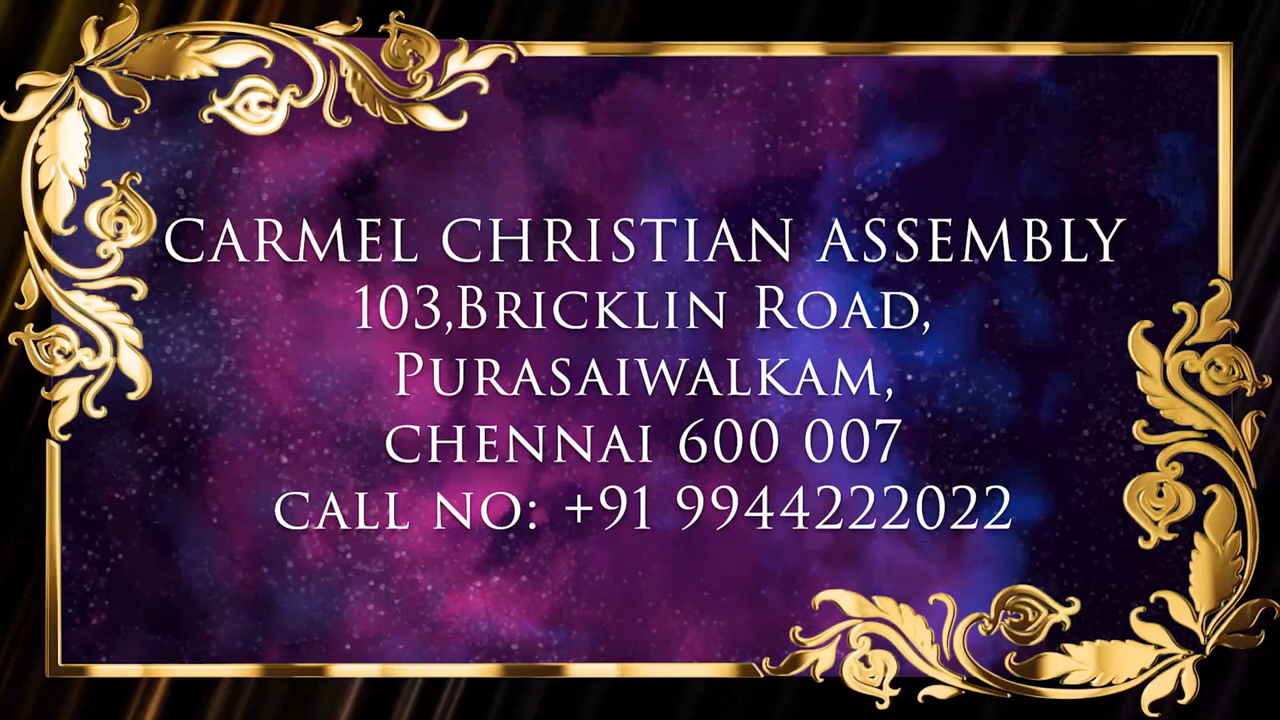 CARMEL CHRISTIAN ASSEMBLY
103,BRICKLIN ROAD,
PURASAIWALKAM,
CHENNAI 600 007
CALL NO: +91 9944222022